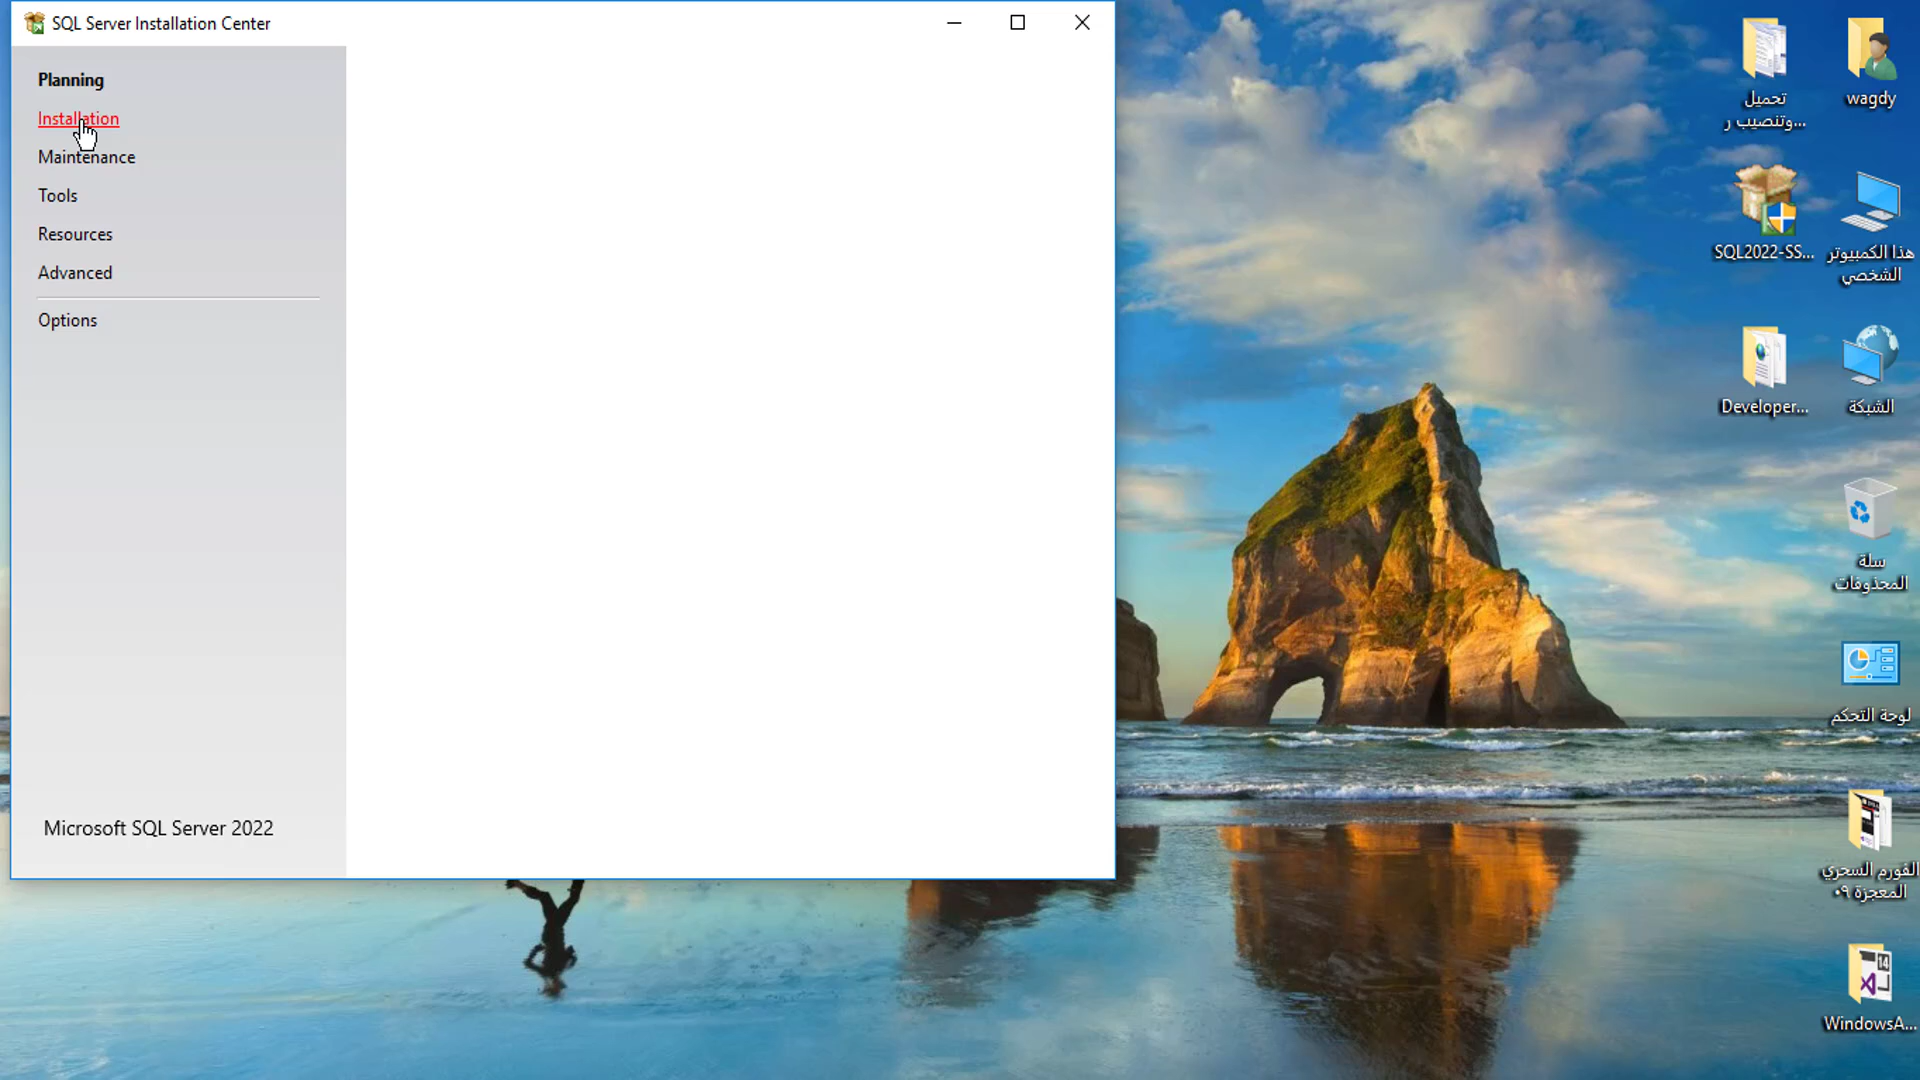 SQL Server Installation Center
Planning
Installation
Maintenance
Tools
Resources
Advanced
Options
Microsoft SQL Server 2022
تحميل
وتنصيب ر...
wagdy
SQL2022-SS...
هذا الكمبيوتر
الشخصي
Developer...
الشبكة
سلة
المحذوفات
لوحة التحكم
الفورم السحري
المعجزة ٠٩
WindowsA...